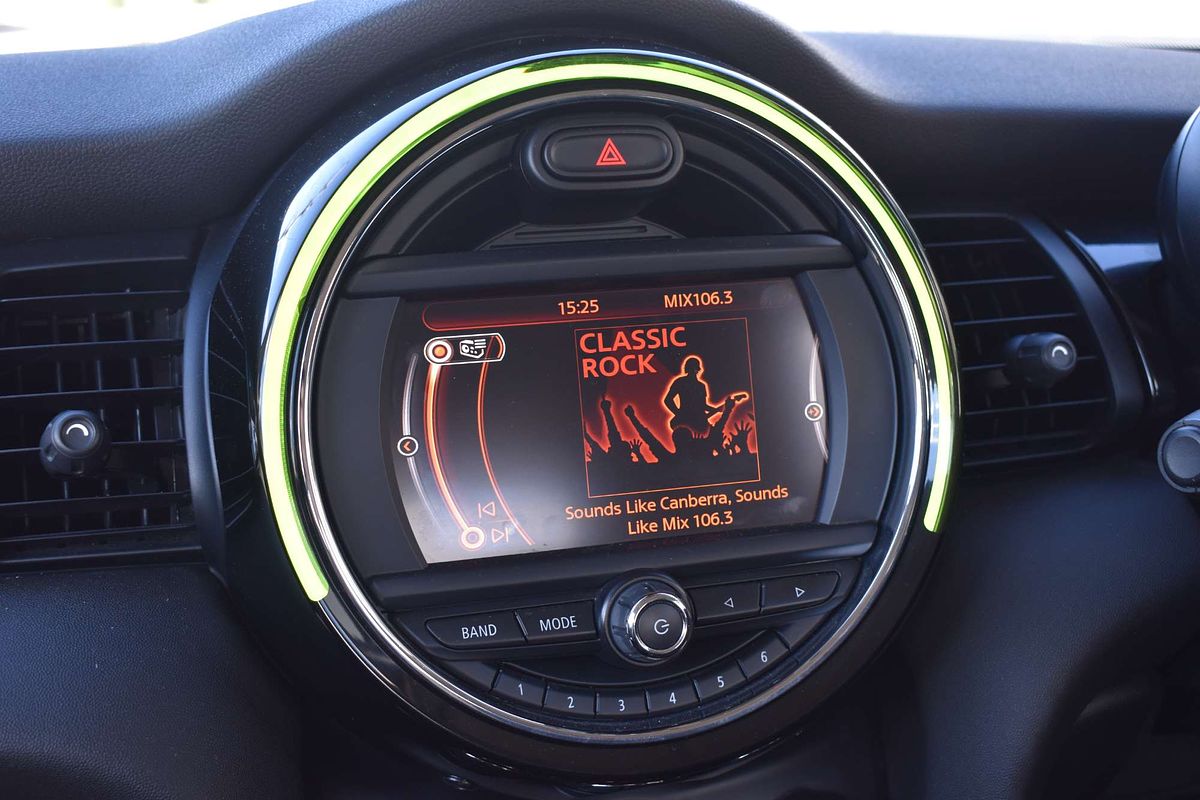 15:25 MIX106.3
CLASSIC
ROCK
Sounds Like Canberra, Sounds
Like Mix 106.3
BAND MODE
1 2 3 4 5 6